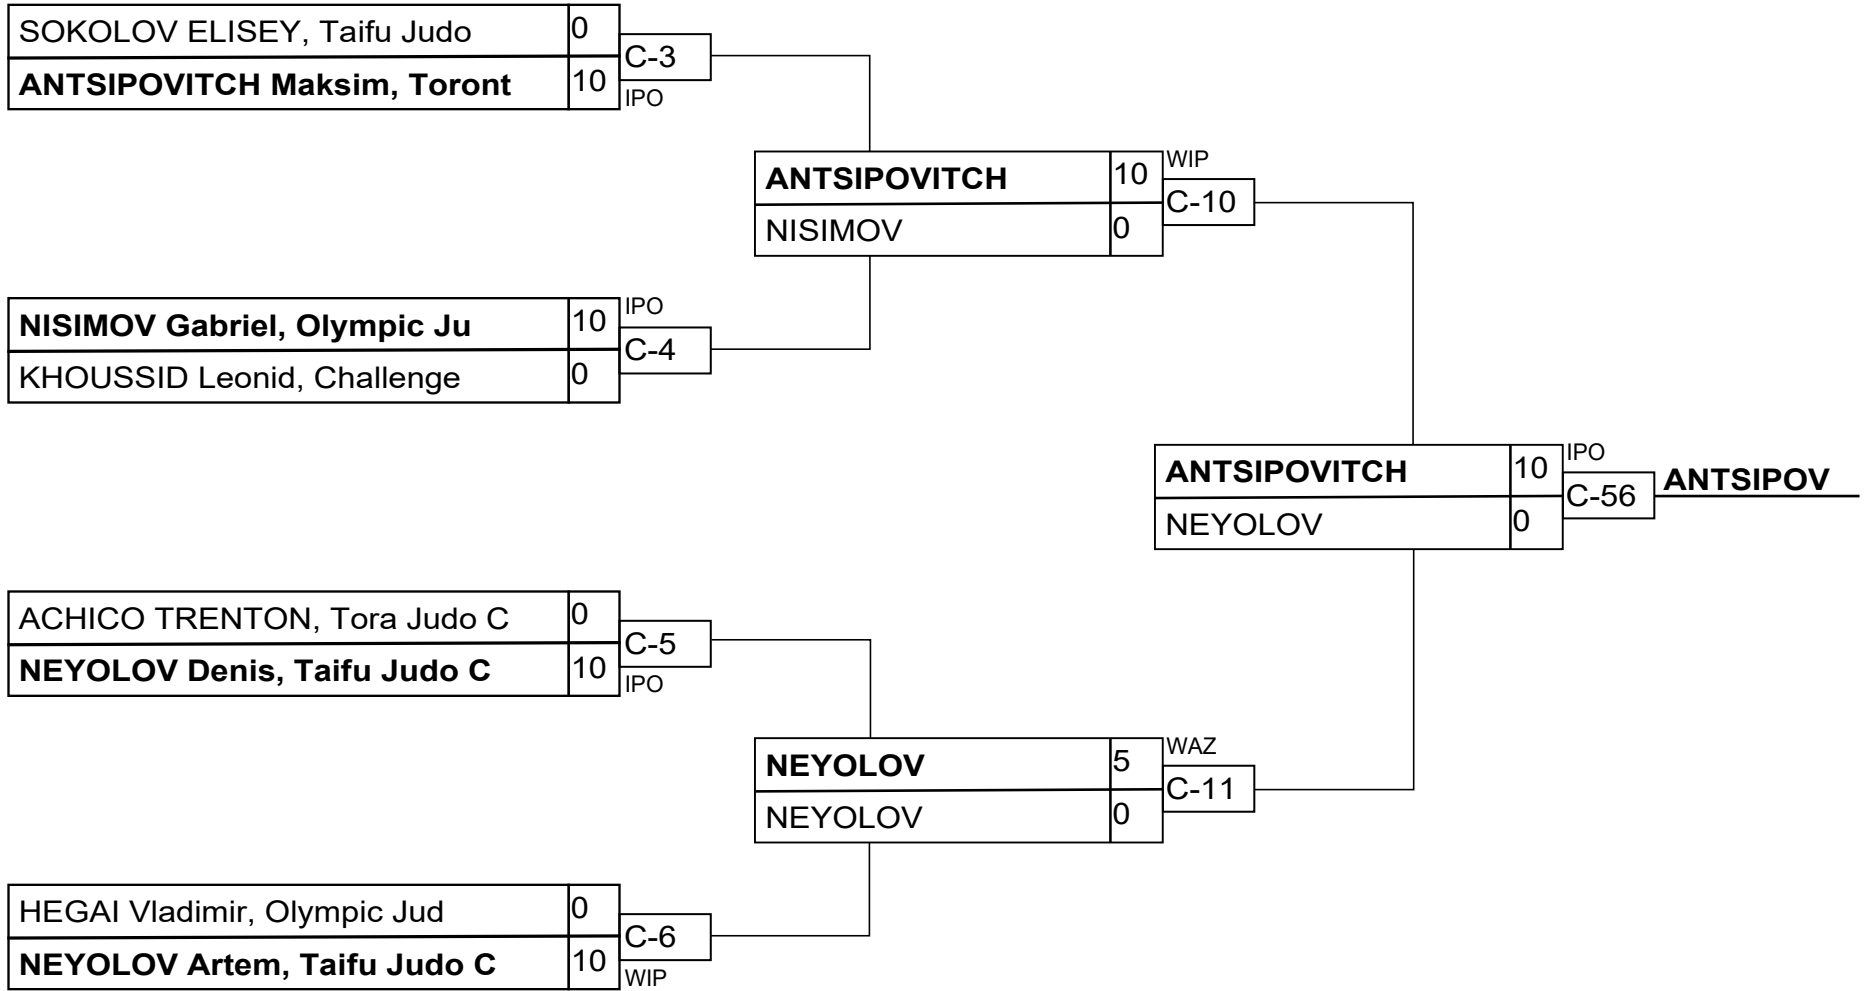 SOKOLOV ELISEY, Taifu Judo 0
C-3
ANTSIPOVITCH Maksim, Toront 10
IPO
ANTSIPOVITCH 10
WIP
C-10
NISIMOV 0
IPO
NISIMOV Gabriel, Olympic Ju 10
C-4
KHOUSSID Leonid, Challenge 0
ANTSIPOVITCH 10
IPO
C-56
ANTSIPOV
NEYOLOV 0
ACHICO TRENTON, Tora Judo C 0
C-5
NEYOLOV Denis, Taifu Judo C 10
IPO
NEYOLOV 5
WAZ
C-11
NEYOLOV 0
HEGAI Vladimir, Olympic Jud 0
C-6
NEYOLOV Artem, Taifu Judo C 10
WIP